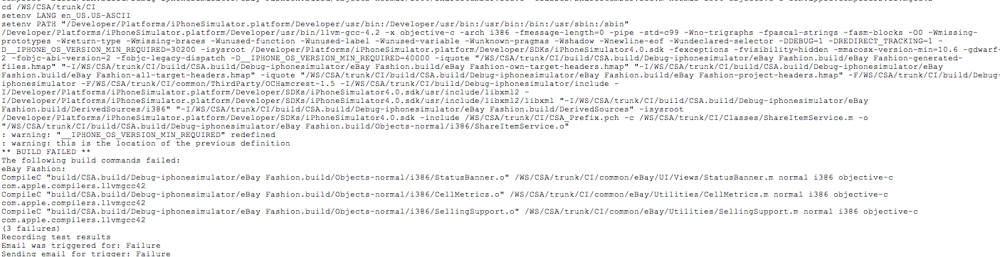 cd /WS/CSA/trunk/CI
setenv LANG en_US.US-ASCII
setenv PATH "/Developer/Platforms/iPhoneSimulator.platform/Developer/usr/bin:/Developer/usr/bin:/usr/bin:/bin:/usr/sbin:/sbin"
/Developer/Platforms/iPhoneSimulator.platform/Developer/usr/bin/llvm-gcc-4.2 -x objective-c -arch i386 -fmessage-length=0 -pipe -std=c99 -Wno-trigraphs -fpascal-strings -fasm-blocks -O0 -Wmissing-
prototypes -Wreturn-type -Wmissing-braces -Wunused-function -Wunused-label -Wunused-variable -Wunknown-pragmas -Wshadow -Wnewline-eof -Wundeclared-selector -DDEBUG=1 -DREDIRECT_TRACKING=1 -
D__IPHONE_OS_VERSION_MIN_REQUIRED=30200 -isysroot /Developer/Platforms/iPhoneSimulator.platform/Developer/SDKs/iPhoneSimulator4.0.sdk -fexceptions -fvisibility=hidden -mmacosx-version-min=10.6 -gdwarf-
2 -fobjc-abi-version=2 -fobjc-legacy-dispatch -D__IPHONE_OS_VERSION_MIN_REQUIRED=40000 -iquote "/WS/CSA/trunk/CI/build/CSA.build/Debug-iphonesimulator/eBay Fashion.build/eBay Fashion-generated-
files.hmap" "-I/WS/CSA/trunk/CI/build/CSA.build/Debug-iphonesimulator/eBay Fashion.build/eBay Fashion-own-target-headers.hmap" "-I/WS/CSA/trunk/CI/build/CSA.build/Debug-iphonesimulator/eBay
Fashion.build/eBay Fashion-all-target-headers.hmap" -iquote "/WS/CSA/trunk/CI/build/CSA.build/Debug-iphonesimulator/eBay Fashion.build/eBay Fashion-project-headers.hmap" -F/WS/CSA/trunk/CI/build/Debug-
iphonesimulator -F/WS/CSA/trunk/CI/common/ThirdParty/OCHamcrest-1.5 -I/WS/CSA/trunk/CI/build/Debug-iphonesimulator/include -
I/Developer/Platforms/iPhoneSimulator.platform/Developer/SDKs/iPhoneSimulator4.0.sdk/usr/include/libxml2 -
I/Developer/Platforms/iPhoneSimulator.platform/Developer/SDKs/iPhoneSimulator4.0.sdk/usr/include/libxml2/libxml "-I/WS/CSA/trunk/CI/build/CSA.build/Debug-iphonesimulator/eBay
Fashion.build/DerivedSources/i386" "-I/WS/CSA/trunk/CI/build/CSA.build/Debug-iphonesimulator/eBay Fashion.build/DerivedSources" -isysroot
/Developer/Platforms/iPhoneSimulator.platform/Developer/SDKs/iPhoneSimulator4.0.sdk -include /WS/CSA/trunk/CI/CSA_Prefix.pch -c /WS/CSA/trunk/CI/Classes/ShareItemService.m -o
"/WS/CSA/trunk/CI/build/CSA.build/Debug-iphonesimulator/eBay Fashion.build/Objects-normal/i386/ShareItemService.o"
: warning: "__IPHONE_OS_VERSION_MIN_REQUIRED" redefined
: warning: this is the location of the previous definition
** BUILD FAILED **
The following build commands failed:
eBay Fashion:
CompileC "build/CSA.build/Debug-iphonesimulator/eBay Fashion.build/Objects-normal/i386/StatusBanner.o" /WS/CSA/trunk/CI/common/eBay/UI/Views/StatusBanner.m normal i386 objective-c
com.apple.compilers.llvmgcc42
CompileC "build/CSA.build/Debug-iphonesimulator/eBay Fashion.build/Objects-normal/i386/CellMetrics.o" /WS/CSA/trunk/CI/common/eBay/Utilities/CellMetrics.m normal i386 objective-c
com.apple.compilers.llvmgcc42
CompileC "build/CSA.build/Debug-iphonesimulator/eBay Fashion.build/Objects-normal/i386/SellingSupport.o" /WS/CSA/trunk/CI/common/eBay/Utilities/SellingSupport.m normal i386 objective-c
com.apple.compilers.llvmgcc42
(3 failures)
Recording test results
Email was triggered for: Failure
Sending email for trigger: Failure